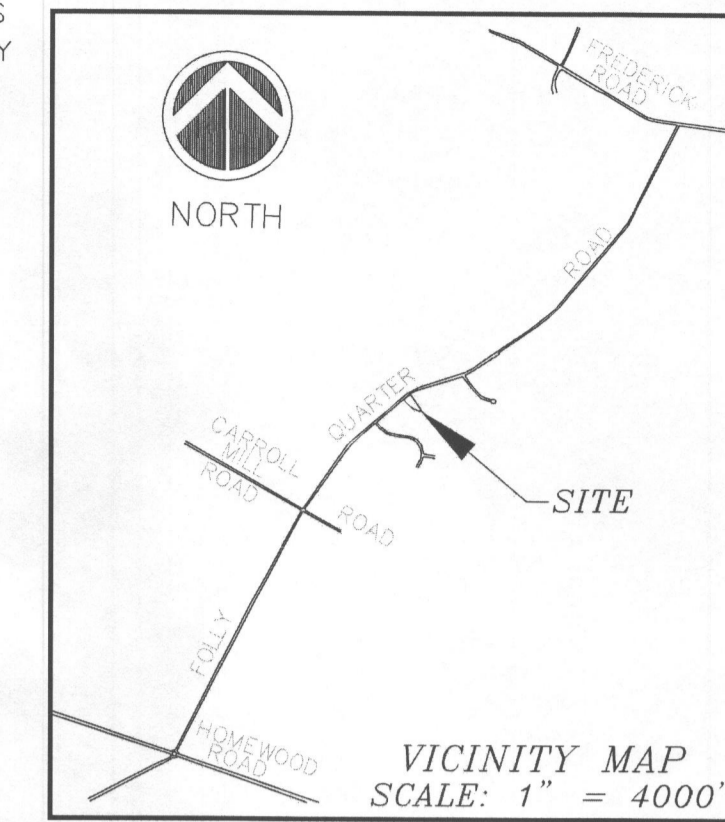 S
Y
FREDERICK
ROAD
NORTH
ROAD
QUARTER
CARROLL
MILL
ROAD
ROAD
SITE
FOLLY
HOMEWOOD
ROAD
VICINITY MAP
SCALE: 1" = 4000'